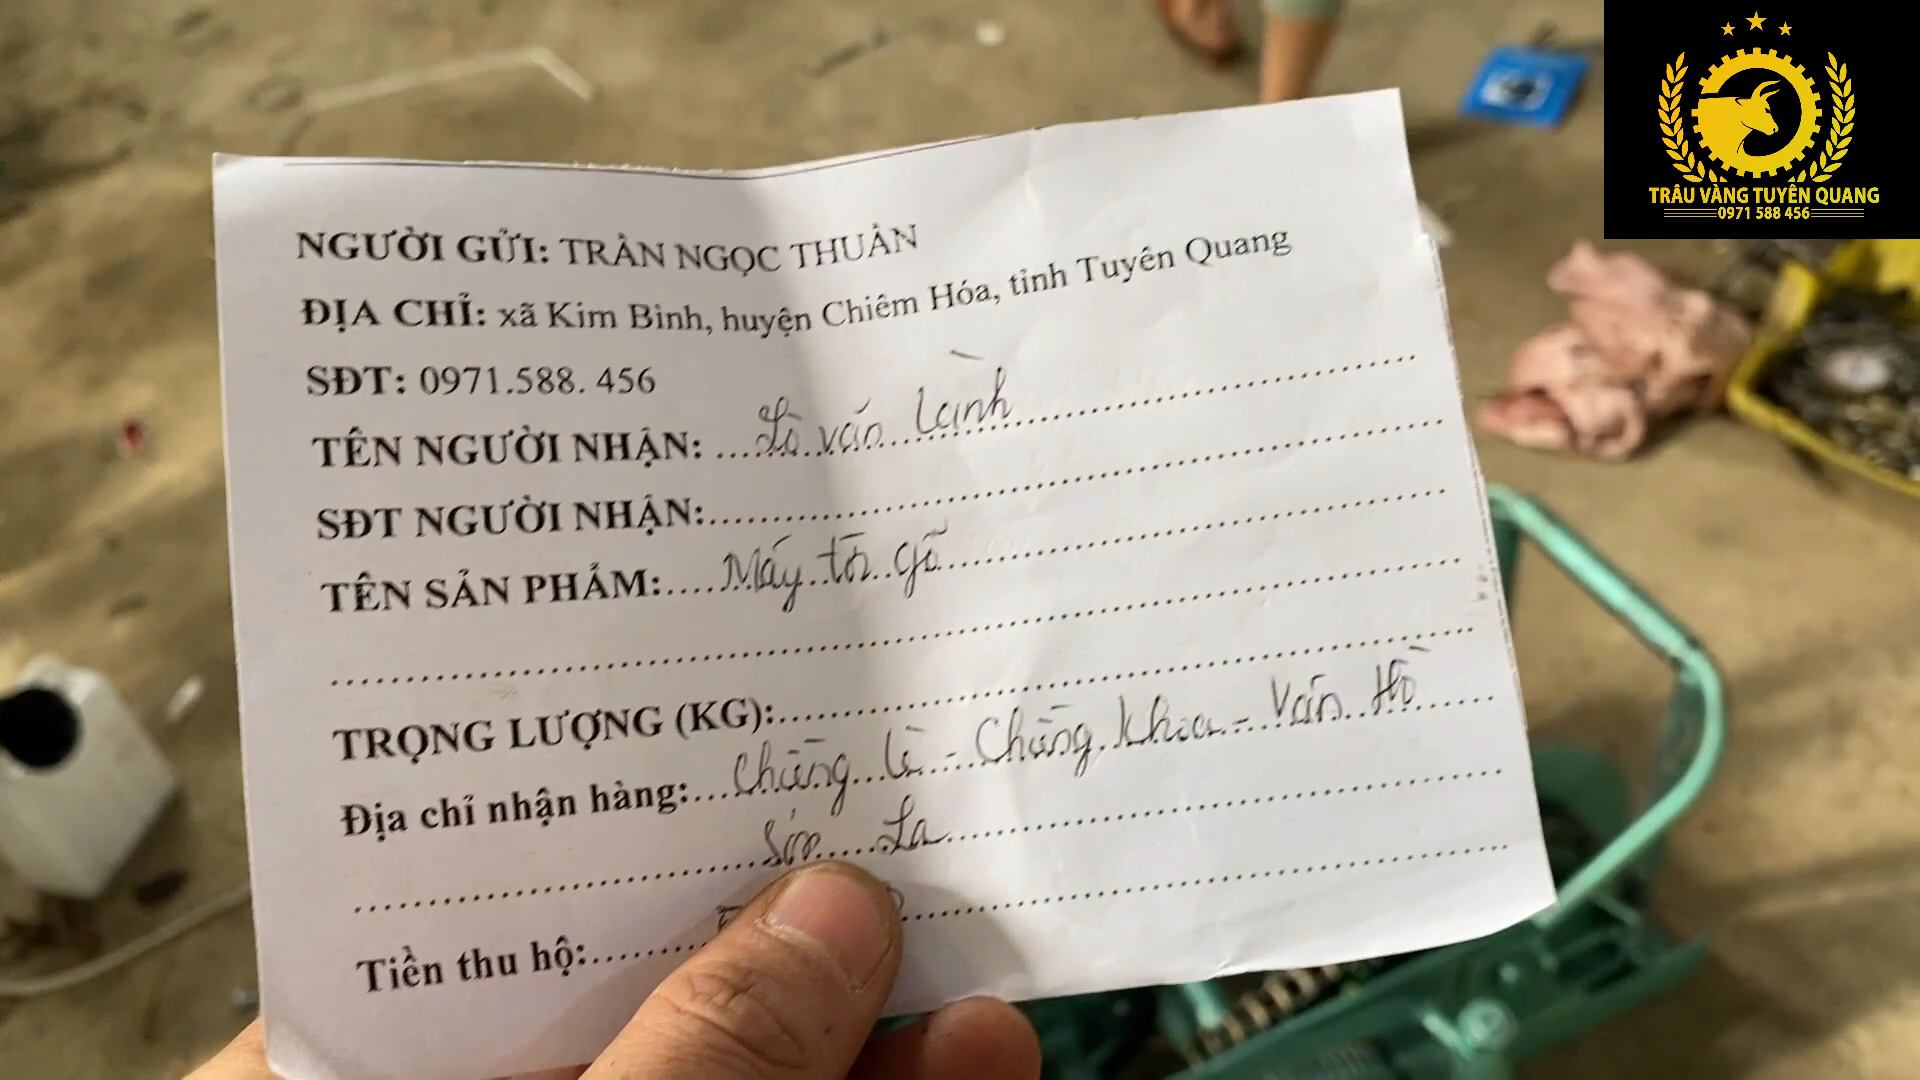 TRÂU VÀNG TUYÊN QUANG
0971 588 456
NGƯỜI GỬI: TRẦN NGỌC THUẤN
ĐỊA CHỈ: xã Kim Bình, huyện Chiêm Hóa, tỉnh Tuyên Quang
SĐT: 0971.588. 456
TÊN NGƯỜI NHẬN: Lò văn Lành
SĐT NGƯỜI NHẬN:
TÊN SẢN PHẨM: Máy tời gỗ
TRỌNG LƯỢNG (KG):
Địa chỉ nhận hàng: Chiềng lè - Chiềng Khoa - Vân Hồ
Sơn La
Tiền thu hộ: